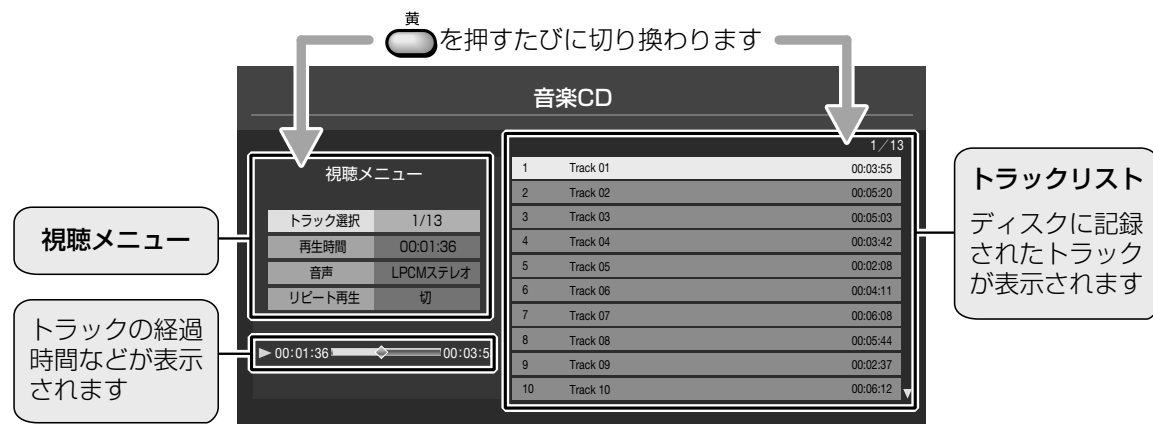 黄
を押すたびに切り換わります
音楽CD
視聴メニュー
トラック選択 1/13
再生時間 00:01:36
音声 LPCMステレオ
リピート再生 切
00:01:36 00:03:5
1/13
1 Track 01 00:03:55
2 Track 02 00:05:20
3 Track 03 00:05:03
4 Track 04 00:03:42
5 Track 05 00:02:08
6 Track 06 00:04:11
7 Track 07 00:06:08
8 Track 08 00:05:44
9 Track 09 00:02:37
10 Track 10 00:06:12
視聴メニュー
トラックの経過
時間などが表示
されます
トラックリスト
ディスクに記録
されたトラック
が表示されます